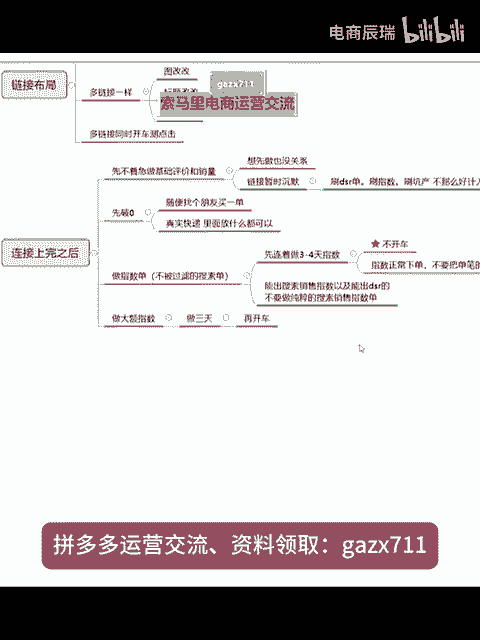 电商辰瑞 bilibili
图改改
链接布局
gazx711
多链接一样
索马里电商运营交流
多链接同时开车测点击
想先做也没关系
先不着急做基础评价和销量
链接暂时沉默
刷dsr单，刷指数，刷坑产 不那么好计入
随便找个朋友买一单
先破0
真实快递 里面放什么都可以
不开车
先连着做3-4天指数
连接上完之后
指数正常下单，不要把单笔的
做指数单（不被过滤的搜素单）
能出搜素销售指数以及能出dsr的
不要做纯粹的搜素销售指数单
做大额指数
做三天
再开车
拼多多运营交流、资料领取：gazx711